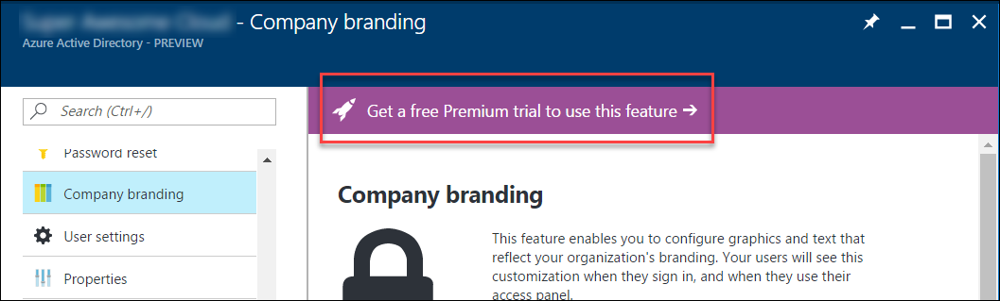 - Company branding
Azure Active Directory - PREVIEW
Search (Ctrl+/)
Get a free Premium trial to use this feature →
Password reset
Company branding
User settings
Properties
Company branding
This feature enables you to configure graphics and text that
reflect your organization's branding. Your users will see this
customization when they sign in, and when they use their
access panel.